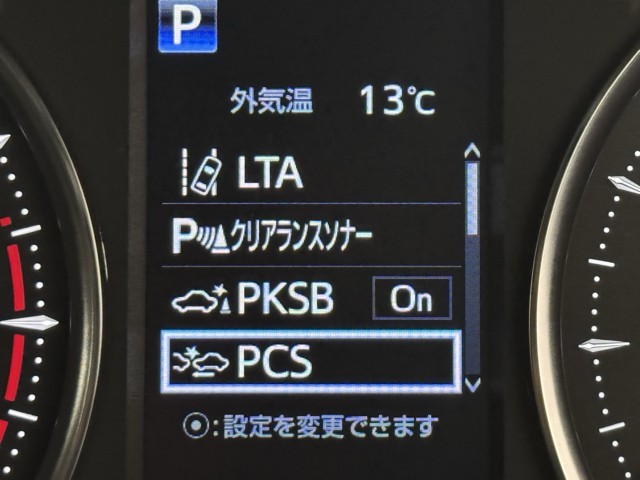 P
外気温 13℃
LTA
Pクリアランスソナー
PKSB On
PCS
⦿:設定を変更できます